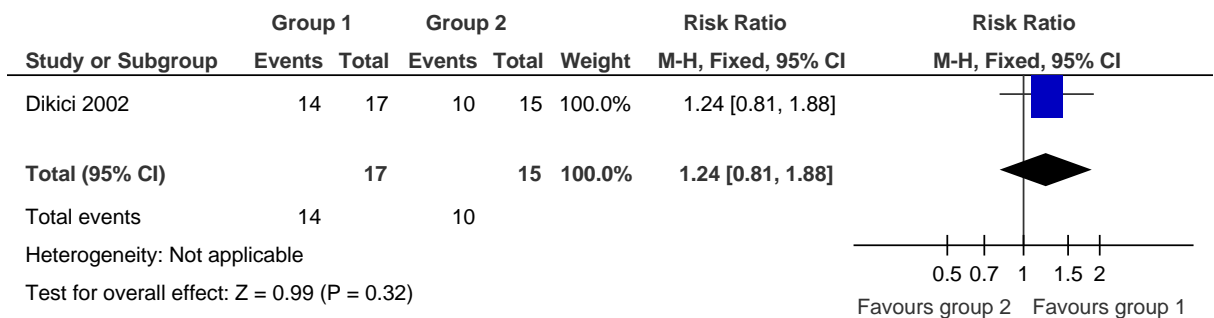 Group 1 Group 2 Risk Ratio Risk Ratio
Study or Subgroup Events Total Events Total Weight M-H, Fixed, 95% CI M-H, Fixed, 95% CI
Dikici 2002 14 17 10 15 100.0% 1.24 [0.81, 1.88]
Total (95% CI) 17 15 100.0% 1.24 [0.81, 1.88]
Total events 14 10
Heterogeneity: Not applicable
Test for overall effect: Z = 0.99 (P = 0.32)
0.5 0.7 1 1.5 2
Favours group 2 Favours group 1